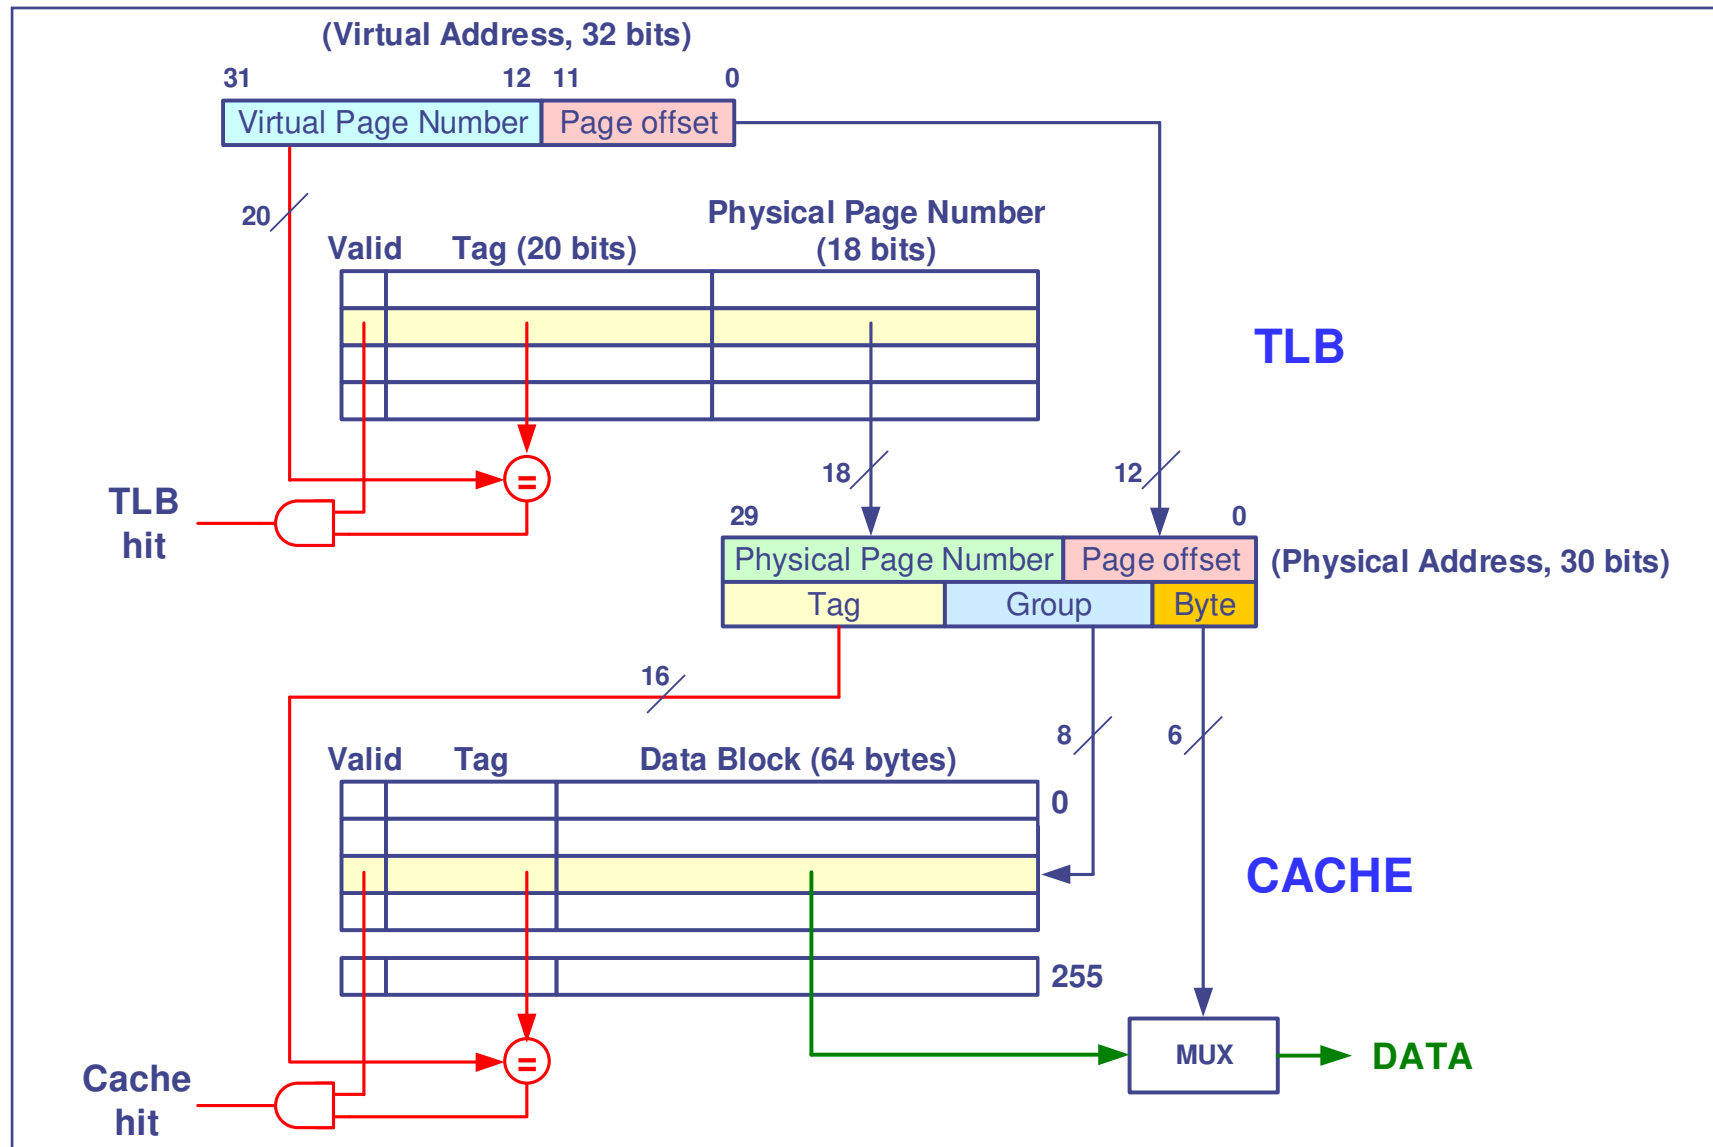 (Virtual Address, 32 bits)
31 12 11 0
Virtual Page Number Page offset
20
Physical Page Number
Valid Tag (20 bits) (18 bits)
TLB
18 12
=
TLB
hit
29 0
Physical Page Number Page offset (Physical Address, 30 bits)
Tag Group Byte
16
8 6
Valid Tag Data Block (64 bytes)
0
CACHE
255
=
MUX DATA
Cache
hit